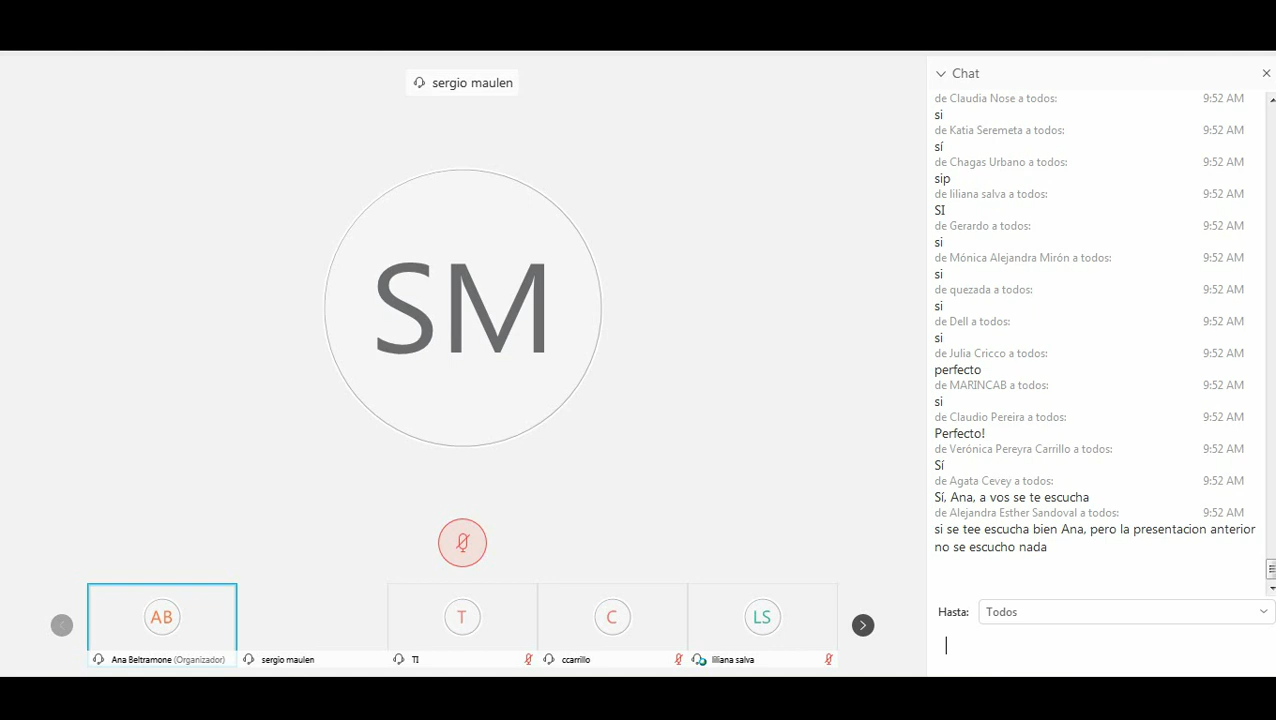 sergio maulen
SM
AB
Ana Beltramone (Organizador)
sergio maulen
T
TI
C
ccarrillo
LS
liliana salva
Chat
de Claudia Nose a todos: 9:52 AM
si
de Katia Seremeta a todos: 9:52 AM
sí
de Chagas Urbano a todos: 9:52 AM
sip
de liliana salva a todos: 9:52 AM
SI
de Gerardo a todos: 9:52 AM
si
de Mónica Alejandra Mirón a todos: 9:52 AM
si
de quezada a todos: 9:52 AM
si
de Dell a todos: 9:52 AM
si
de Julia Cricco a todos: 9:52 AM
perfecto
de MARINCAB a todos: 9:52 AM
si
de Claudio Pereira a todos: 9:52 AM
Perfecto!
de Verónica Pereyra Carrillo a todos: 9:52 AM
Sí
de Agata Cevey a todos: 9:52 AM
Sí, Ana, a vos se te escucha
de Alejandra Esther Sandoval a todos: 9:52 AM
si se tee escucha bien Ana, pero la presentacion anterior
no se escucho nada
Hasta: Todos